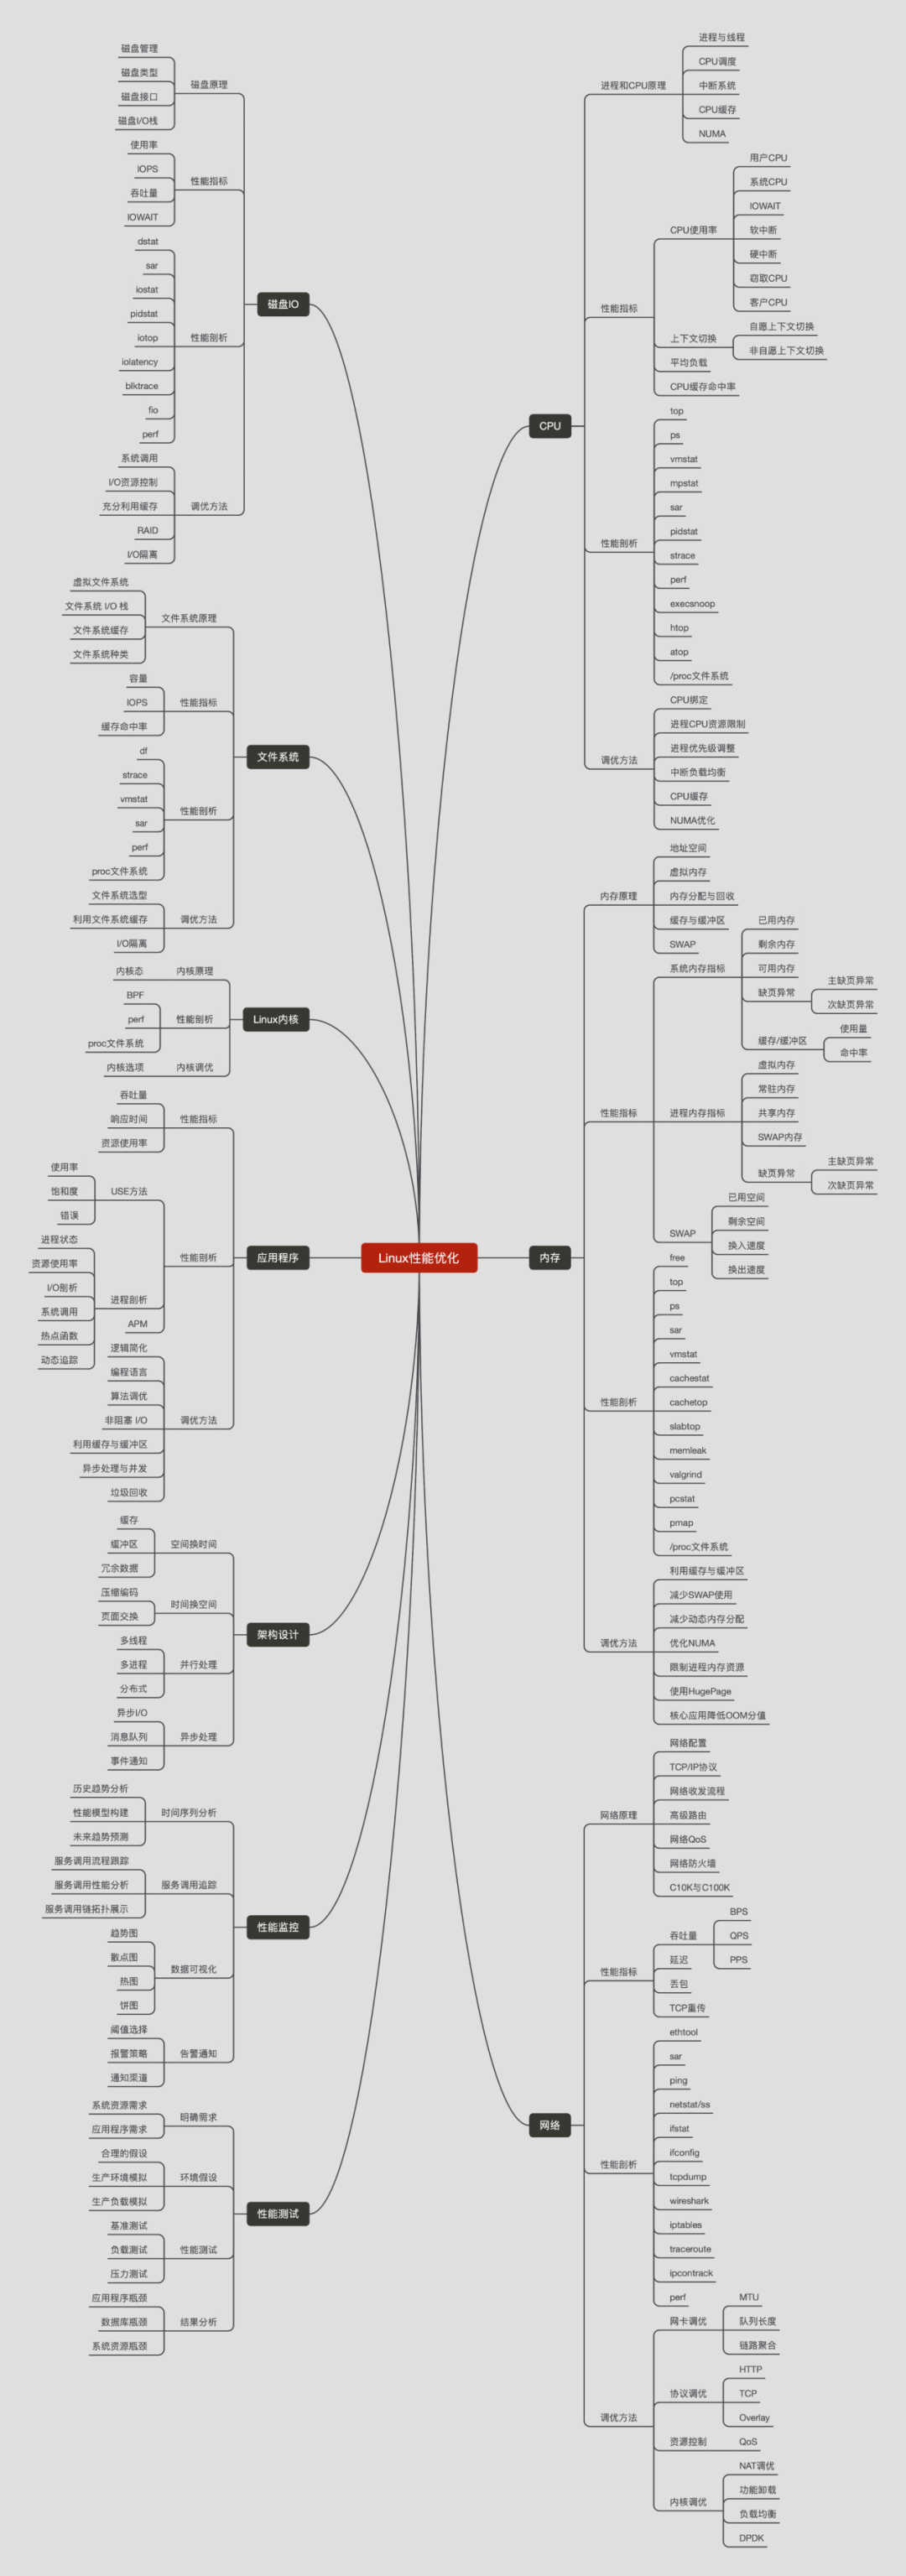 Linux性能优化
CPU
进程和CPU原理
进程与线程
CPU调度
中断系统
CPU缓存
NUMA
性能指标
CPU使用率
用户CPU
系统CPU
IOWAIT
软中断
硬中断
窃取CPU
客户CPU
上下文切换
自愿上下文切换
非自愿上下文切换
平均负载
CPU缓存命中率
性能剖析
top
ps
vmstat
mpstat
sar
pidstat
strace
perf
execsnoop
htop
atop
/proc文件系统
调优方法
CPU绑定
进程CPU资源限制
进程优先级调整
中断负载均衡
CPU缓存
NUMA优化
内存
内存原理
地址空间
虚拟内存
内存分配与回收
缓存与缓冲区
SWAP
性能指标
系统内存指标
已用内存
剩余内存
可用内存
缺页异常
主缺页异常
次缺页异常
缓存/缓冲区
使用量
命中率
进程内存指标
虚拟内存
常驻内存
共享内存
SWAP内存
缺页异常
主缺页异常
次缺页异常
SWAP
已用空间
剩余空间
换入速度
换出速度
性能剖析
free
top
ps
sar
vmstat
cachestat
cachetop
slabtop
memleak
valgrind
pcstat
pmap
/proc文件系统
调优方法
利用缓存与缓冲区
减少SWAP使用
减少动态内存分配
优化NUMA
限制进程内存资源
使用HugePage
核心应用降低OOM分值
网络
网络原理
网络配置
TCP/IP协议
网络收发流程
高级路由
网络QoS
网络防火墙
C10K与C100K
性能指标
吞吐量
BPS
QPS
PPS
延迟
丢包
TCP重传
性能剖析
ethtool
sar
ping
netstat/ss
ifstat
ifconfig
tcpdump
wireshark
iptables
traceroute
ipcontrack
perf
调优方法
网卡调优
MTU
队列长度
链路聚合
协议调优
HTTP
TCP
Overlay
资源控制
QoS
内核调优
NAT调优
功能卸载
负载均衡
DPDK
磁盘IO
磁盘原理
磁盘管理
磁盘类型
磁盘接口
磁盘I/O栈
性能指标
使用率
IOPS
吞吐量
IOWAIT
性能剖析
dstat
sar
iostat
pidstat
iotop
iolatency
blktrace
fio
perf
调优方法
系统调用
I/O资源控制
充分利用缓存
RAID
I/O隔离
文件系统
文件系统原理
虚拟文件系统
文件系统 I/O 栈
文件系统缓存
文件系统种类
性能指标
容量
IOPS
缓存命中率
性能剖析
df
strace
vmstat
sar
perf
proc文件系统
调优方法
文件系统选型
利用文件系统缓存
I/O隔离
Linux内核
内核原理
内核态
性能剖析
BPF
perf
proc文件系统
内核调优
内核选项
应用程序
性能指标
吞吐量
响应时间
资源使用率
性能剖析
USE方法
使用率
饱和度
错误
进程剖析
进程状态
资源使用率
I/O剖析
系统调用
热点函数
动态追踪
APM
调优方法
逻辑简化
编程语言
算法调优
非阻塞 I/O
利用缓存与缓冲区
异步处理与并发
垃圾回收
架构设计
空间换时间
缓存
缓冲区
冗余数据
时间换空间
压缩编码
页面交换
并行处理
多线程
多进程
分布式
异步处理
异步I/O
消息队列
事件通知
性能监控
时间序列分析
历史趋势分析
性能模型构建
未来趋势预测
服务调用追踪
服务调用流程跟踪
服务调用性能分析
服务调用链拓扑展示
数据可视化
趋势图
散点图
热图
饼图
告警通知
阈值选择
报警策略
通知渠道
性能测试
明确需求
系统资源需求
应用程序需求
环境假设
合理的假设
生产环境模拟
生产负载模拟
性能测试
基准测试
负载测试
压力测试
结果分析
应用程序瓶颈
数据库瓶颈
系统资源瓶颈